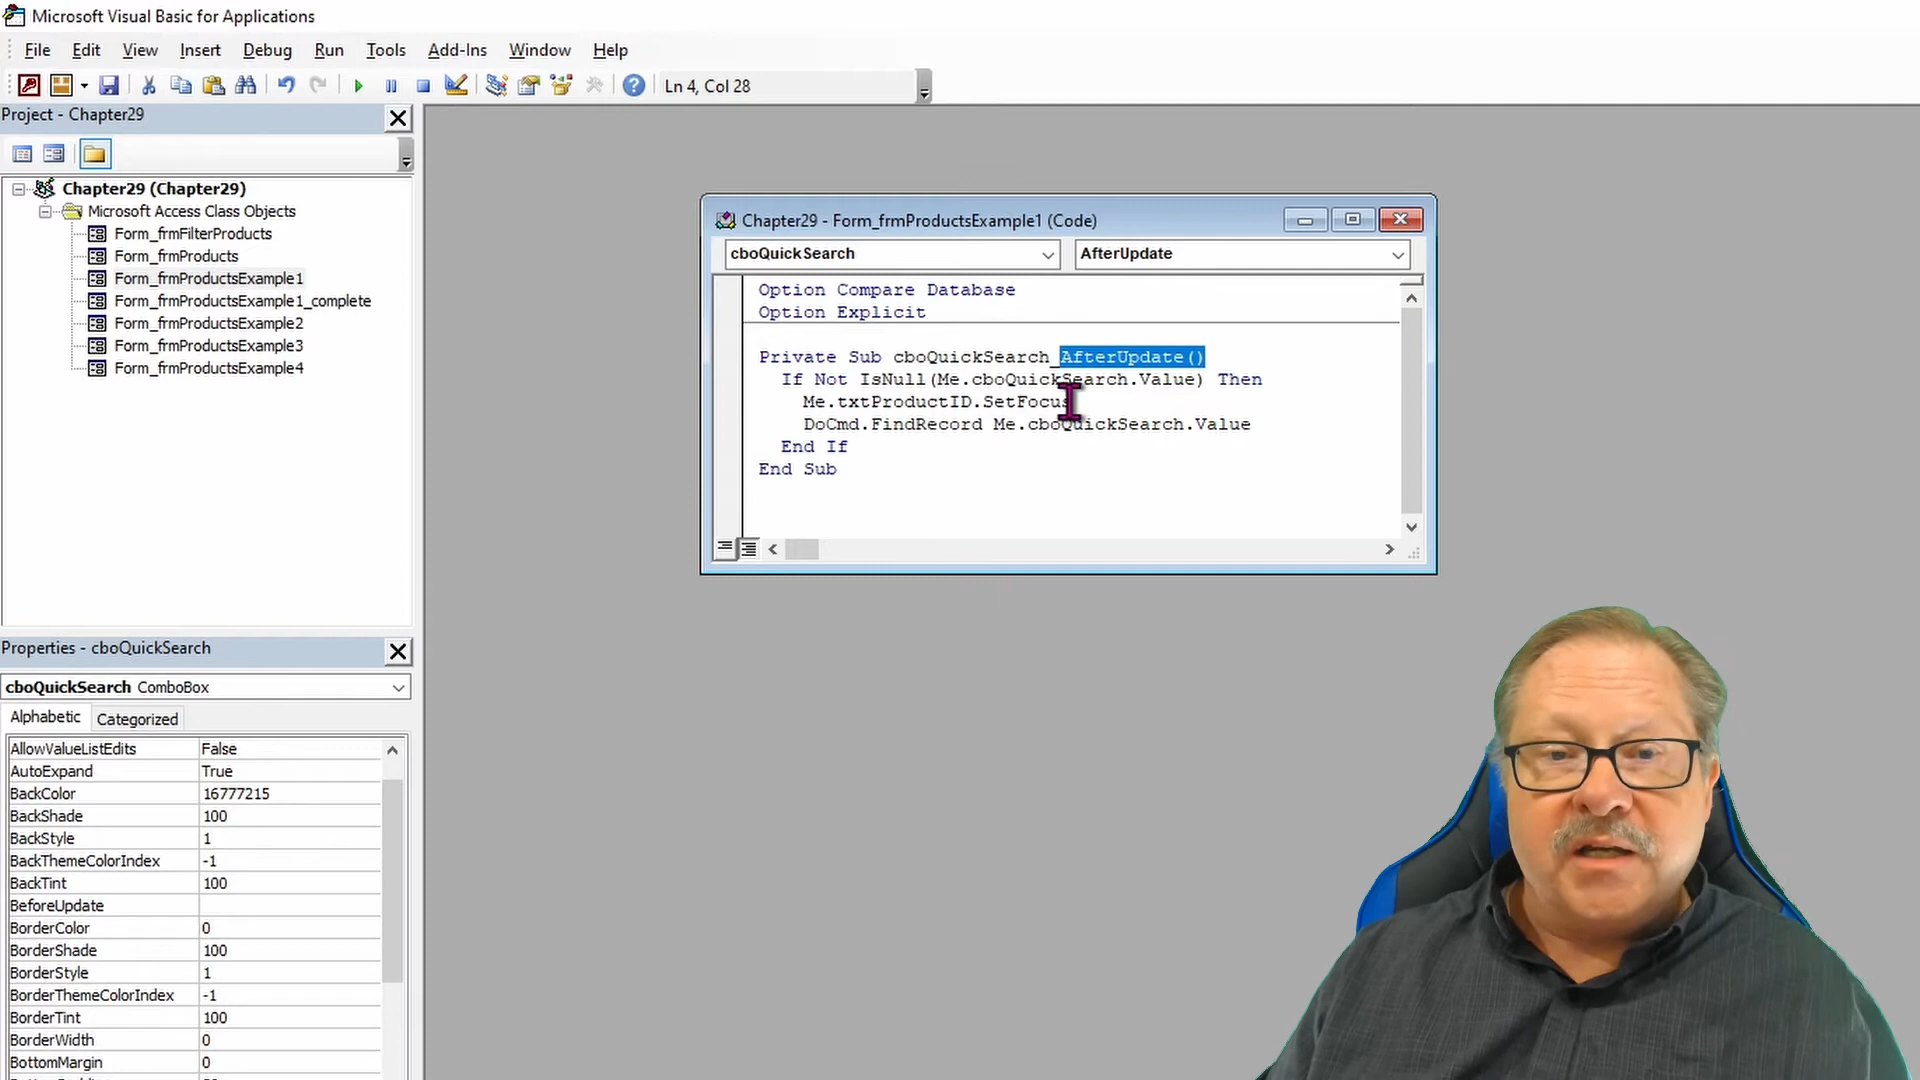 Microsoft Visual Basic for Applications
File Edit View Insert Debug Run Tools Add-Ins Window Help
Ln 4, Col 28
Project - Chapter29
Chapter29 (Chapter29)
Microsoft Access Class Objects
Form_frmFilterProducts
Form_frmProducts
Form_frmProductsExample1
Form_frmProductsExample1_complete
Form_frmProductsExample2
Form_frmProductsExample3
Form_frmProductsExample4
Chapter29 - Form_frmProductsExample1 (Code)
cboQuickSearch AfterUpdate
Option Compare Database
Option Explicit
Private Sub cboQuickSearch_AfterUpdate()
If Not IsNull(Me.cboQuickSearch.Value) Then
Me.txtProductID.SetFocus
DoCmd.FindRecord Me.cboQuickSearch.Value
End If
End Sub
Properties - cboQuickSearch
cboQuickSearch ComboBox
Alphabetic Categorized
AllowValueListEdits False
AutoExpand True
BackColor 16777215
BackShade 100
BackStyle 1
BackThemeColorIndex -1
BackTint 100
BeforeUpdate
BorderColor 0
BorderShade 100
BorderStyle 1
BorderThemeColorIndex -1
BorderTint 100
BorderWidth 0
BottomMargin 0